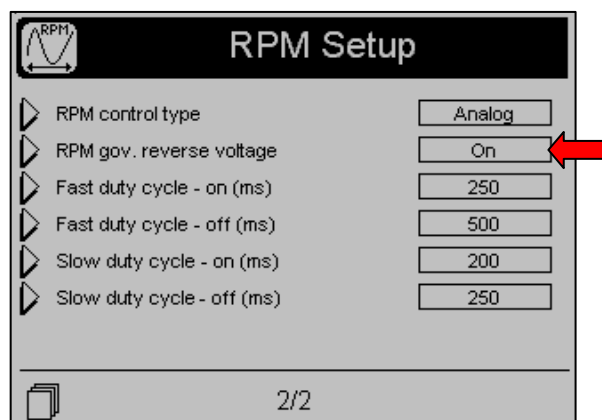 RPM
RPM Setup
RPM control type Analog
RPM gov. reverse voltage On
Fast duty cycle - on (ms) 250
Fast duty cycle - off (ms) 500
Slow duty cycle - on (ms) 200
Slow duty cycle - off (ms) 250
2/2